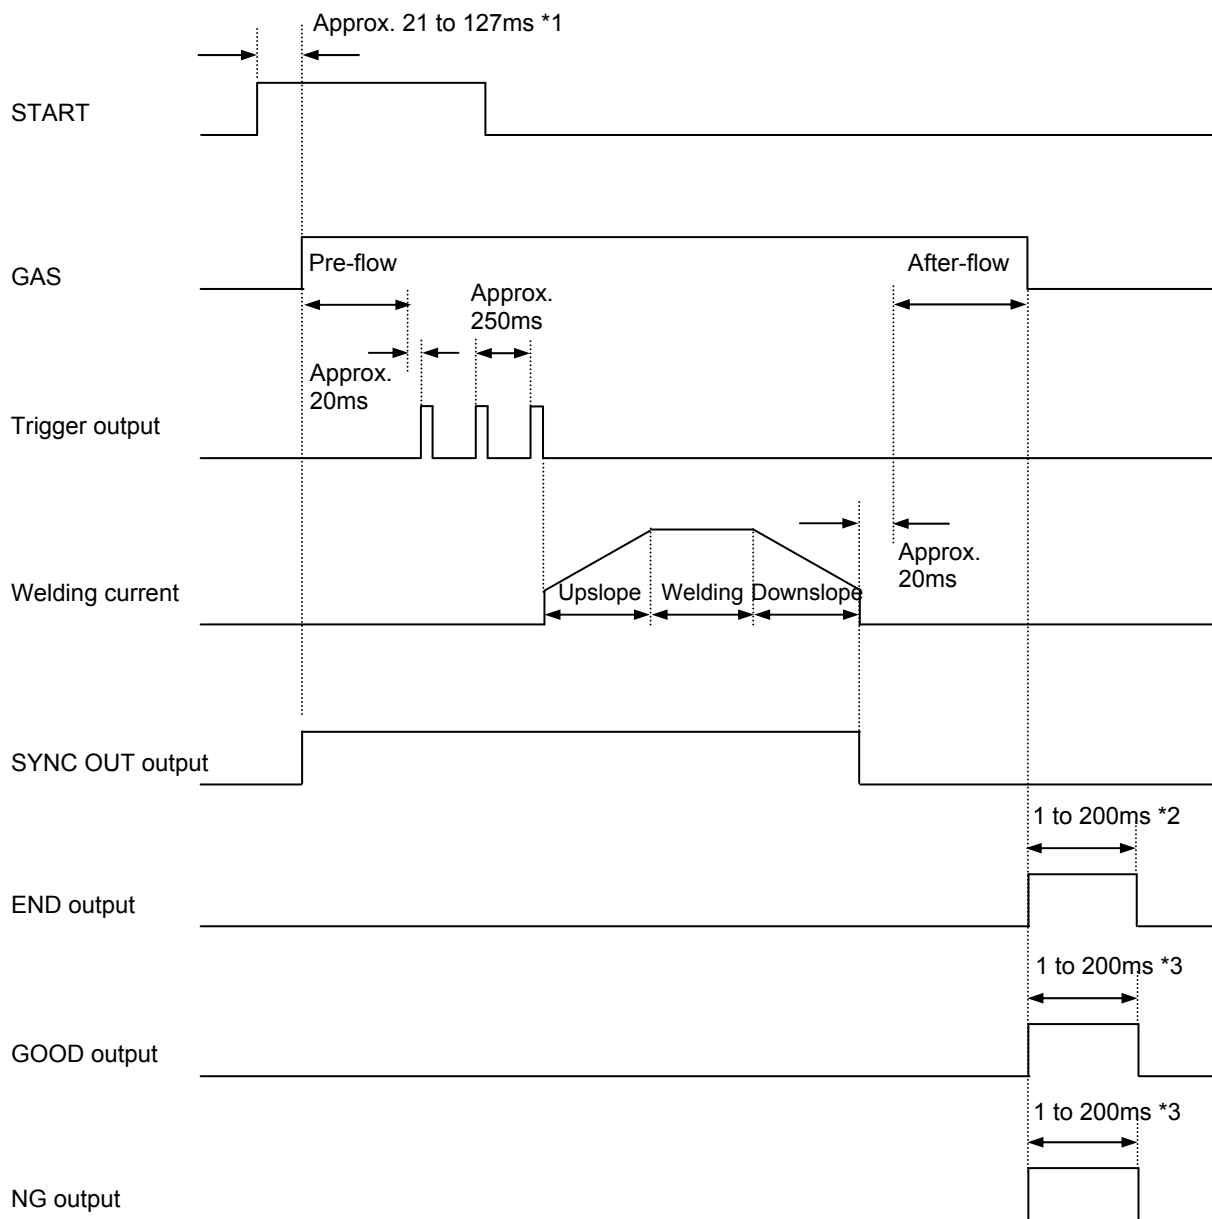 Approx. 21 to 127ms *1
START
GAS
Pre-flow
After-flow
Approx.
250ms
Approx.
20ms
Trigger output
Approx.
20ms
Welding current
Upslope
Welding
Downslope
SYNC OUT output
1 to 200ms *2
END output
1 to 200ms *3
GOOD output
1 to 200ms *3
NG output